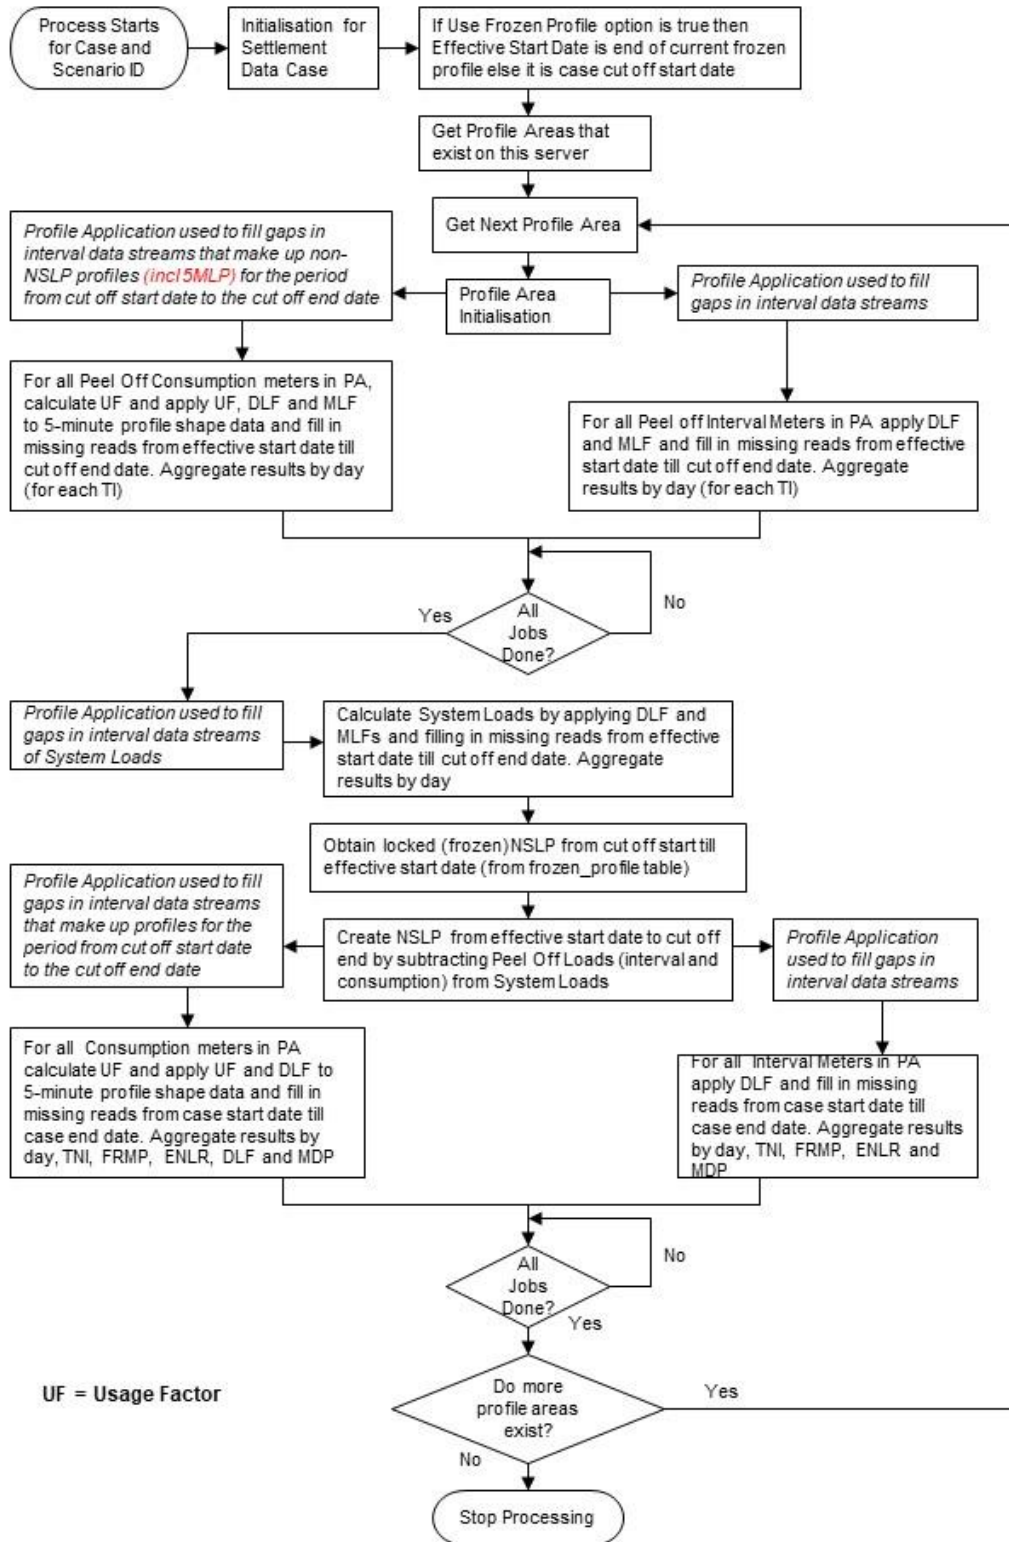 Process Starts
for Case and
Scenario ID
Initialisation for
Settlement
Data Case
If Use Frozen Profile option is true then
Effective Start Date is end of current frozen
profile else it is case cut off start date
Get Profile Areas that
exist on this server
Get Next Profile Area
Profile Application used to fill gaps in
interval data streams that make up non-
NSLP profiles (incl 5MLP) for the period
from cut off start date to the cut off end date
Profile Area
Initialisation
Profile Application used to fill
gaps in interval data streams
For all Peel Off Consumption meters in PA,
calculate UF and apply UF, DLF and MLF
to 5-minute profile shape data and fill in
missing reads from effective start date till
cut off end date. Aggregate results by day
(for each TI)
For all Peel off Interval Meters in PA apply DLF
and MLF and fill in missing reads from effective
start date till cut off end date. Aggregate
results by day (for each TI)
All
Jobs
Done?
No
Yes
Profile Application used to fill
gaps in interval data streams
of System Loads
Calculate System Loads by applying DLF and
MLFs and filling in missing reads from effective
start date till cut off end date. Aggregate
results by day
Obtain locked (frozen) NSLP from cut off start till
effective start date (from frozen_profile table)
Profile Application used to fill
gaps in interval data streams
that make up profiles for the
period from cut off start date
to the cut off end date
Create NSLP from effective start date to cut off
end by subtracting Peel Off Loads (interval and
consumption) from System Loads
Profile Application
used to fill gaps in
interval data streams
For all Consumption meters in PA
calculate UF and apply UF and DLF to
5-minute profile shape data and fill in
missing reads from case start date till
case end date. Aggregate results by
day, TNI, FRMP, ENLR, DLF and MDP
For all Interval Meters in PA
apply DLF and fill in missing
reads from case start date till
case end date. Aggregate results
by day, TNI, FRMP, ENLR and
MDP
All
Jobs
Done?
No
Yes
UF = Usage Factor
Do more
profile areas
exist?
Yes
No
Stop Processing